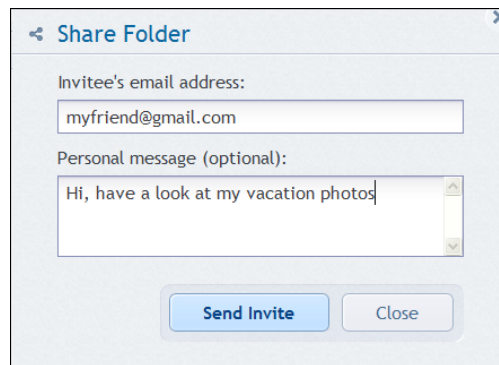 Share Folder
Invitee's email address:
myfriend@gmail.com
Personal message (optional):
Hi, have a look at my vacation photos
Send Invite Close